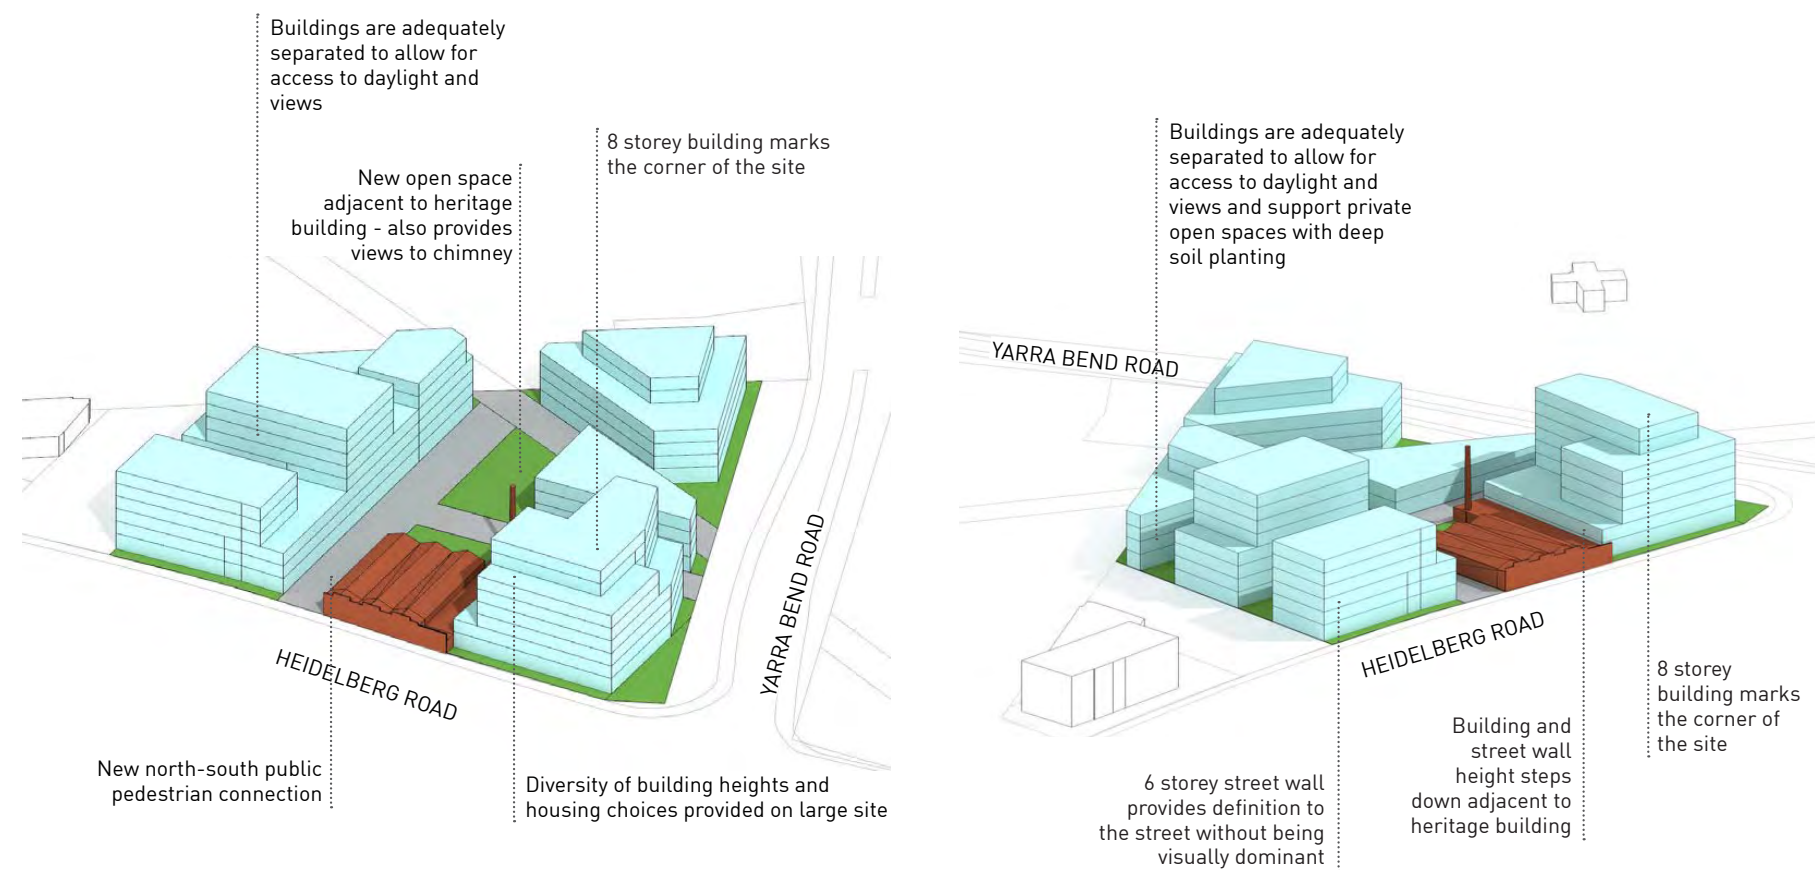 Buildings are adequately
separated to allow for
access to daylight and
views
8 storey building marks
the corner of the site
New open space
adjacent to heritage
building - also provides
views to chimney
YARRA BEND ROAD
HEIDELBERG ROAD
New north-south public
pedestrian connection
Diversity of building heights and
housing choices provided on large site
Buildings are adequately
separated to allow for
access to daylight and
views and support private
open spaces with deep
soil planting
YARRA BEND ROAD
HEIDELBERG ROAD
8 storey
building marks
the corner of
the site
Building and
street wall
height steps
down adjacent to
heritage building
6 storey street wall
provides definition to
the street without being
visually dominant